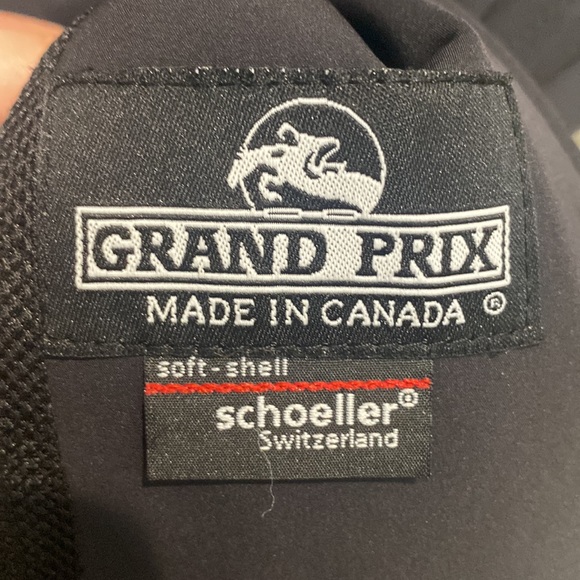 GRAND PRIX
MADE IN CANADA ®
soft-shell
schoeller®
Switzerland